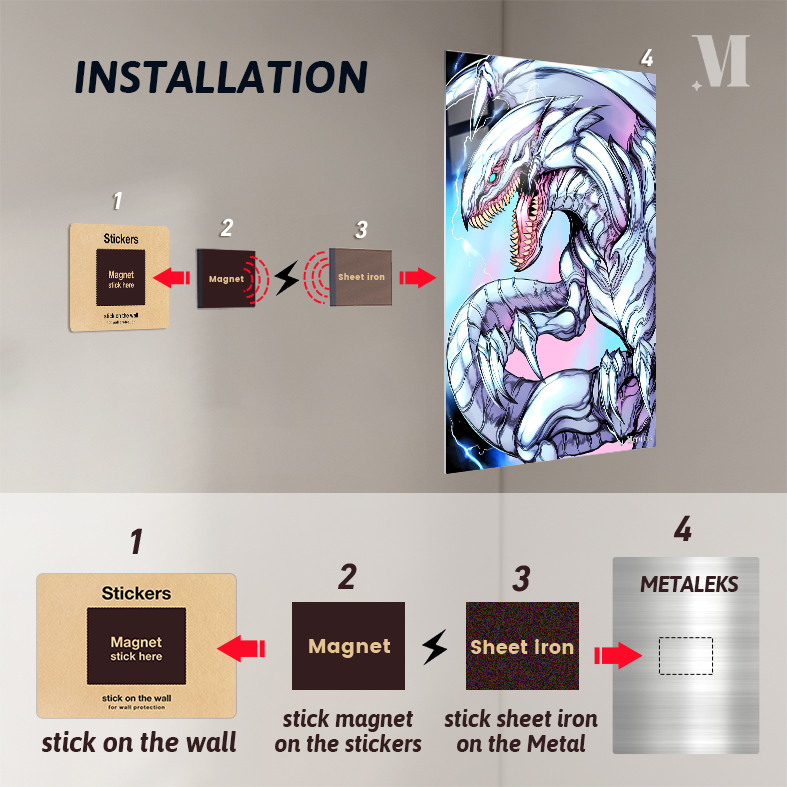 INSTALLATION
M
4
1
2
3
Stickers
Magnet
stick here
stick on the wall
for wall protection
Magnet
Sheet iron
1
2
3
4
Stickers
Magnet
stick here
stick on the wall
for wall protection
Magnet
Sheet iron
METALEKS
stick on the wall
stick magnet
on the stickers
stick sheet iron
on the Metal